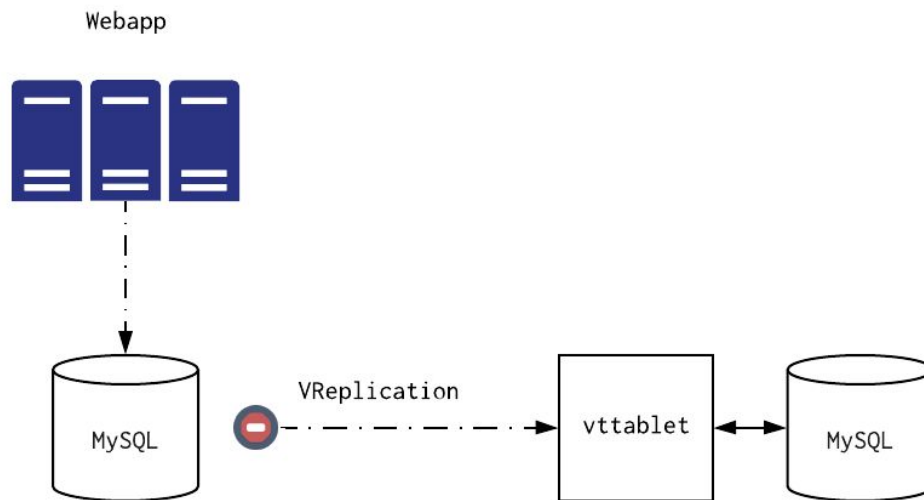 Webapp
VReplication
MySQL
vttablet
MySQL